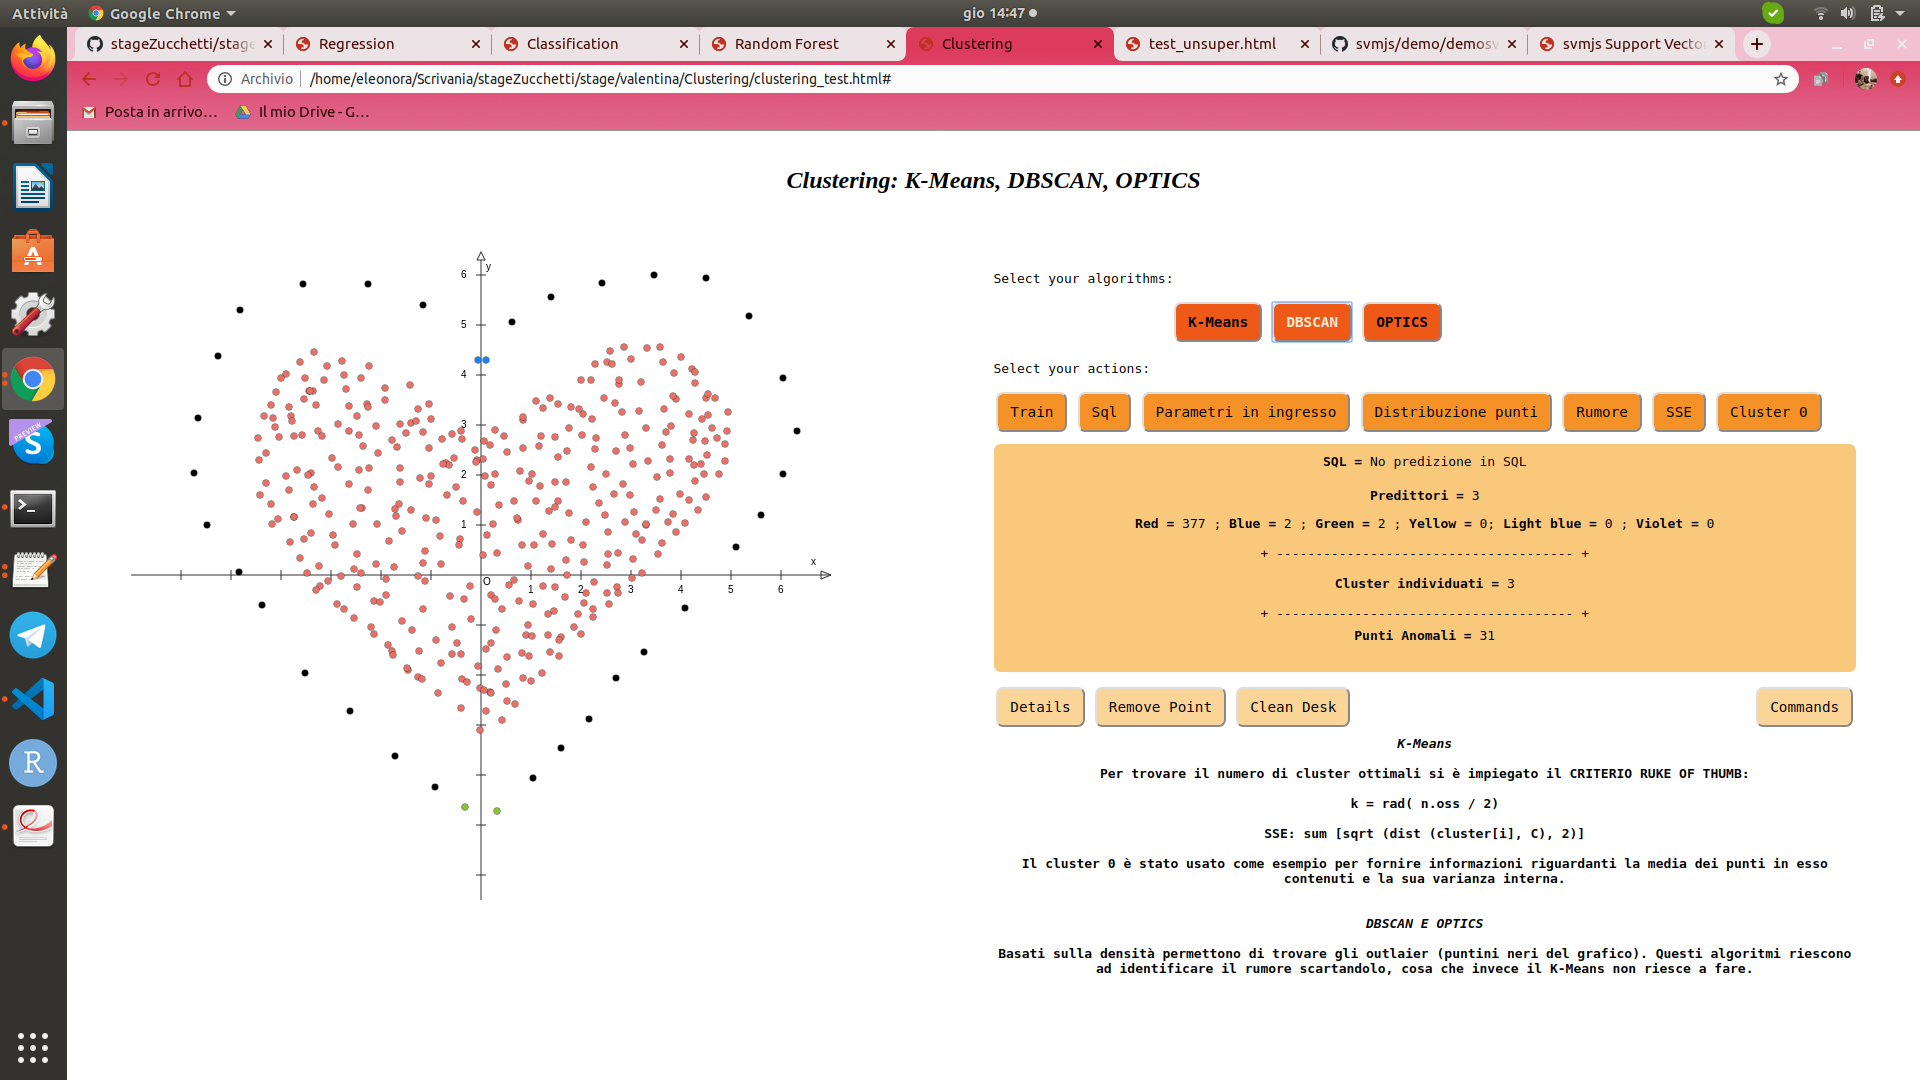 Attività
Google Chrome
gio 14:47
stageZucchetti/stage
Regression
Classification
Random Forest
Clustering
test_unsuper.html
svmjs/demo/demosv
svmjs Support Vector
Archivio
/home/eleonora/Scrivania/stageZucchetti/stage/valentina/Clustering/clustering_test.html#
Posta in arrivo…
Il mio Drive - G…
PREVIEW
Clustering: K-Means, DBSCAN, OPTICS
y
6
5
4
3
2
1
x
O
1
2
3
4
5
6
Select your algorithms:
K-Means
DBSCAN
OPTICS
Select your actions:
Train
Sql
Parametri in ingresso
Distribuzione punti
Rumore
SSE
Cluster 0
SQL = No predizione in SQL
Predittori = 3
Red = 377 ; Blue = 2 ; Green = 2 ; Yellow = 0; Light blue = 0 ; Violet = 0
+ -------------------------------------- +
Cluster individuati = 3
+ -------------------------------------- +
Punti Anomali = 31
Details
Remove Point
Clean Desk
Commands
K-Means
Per trovare il numero di cluster ottimali si è impiegato il CRITERIO RUKE OF THUMB:
k = rad( n.oss / 2)
SSE: sum [sqrt (dist (cluster[i], C), 2)]
Il cluster 0 è stato usato come esempio per fornire informazioni riguardanti la media dei punti in esso
contenuti e la sua varianza interna.
DBSCAN E OPTICS
Basati sulla densità permettono di trovare gli outlaier (puntini neri del grafico). Questi algoritmi riescono
ad identificare il rumore scartandolo, cosa che invece il K-Means non riesce a fare.